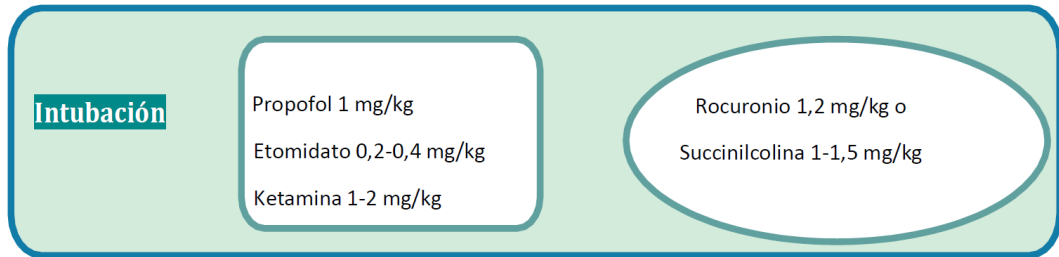 Intubación
Propofol 1 mg/kg
Etomidato 0,2-0,4 mg/kg
Ketamina 1-2 mg/kg
Rocuronio 1,2 mg/kg o
Succinilcolina 1-1,5 mg/kg